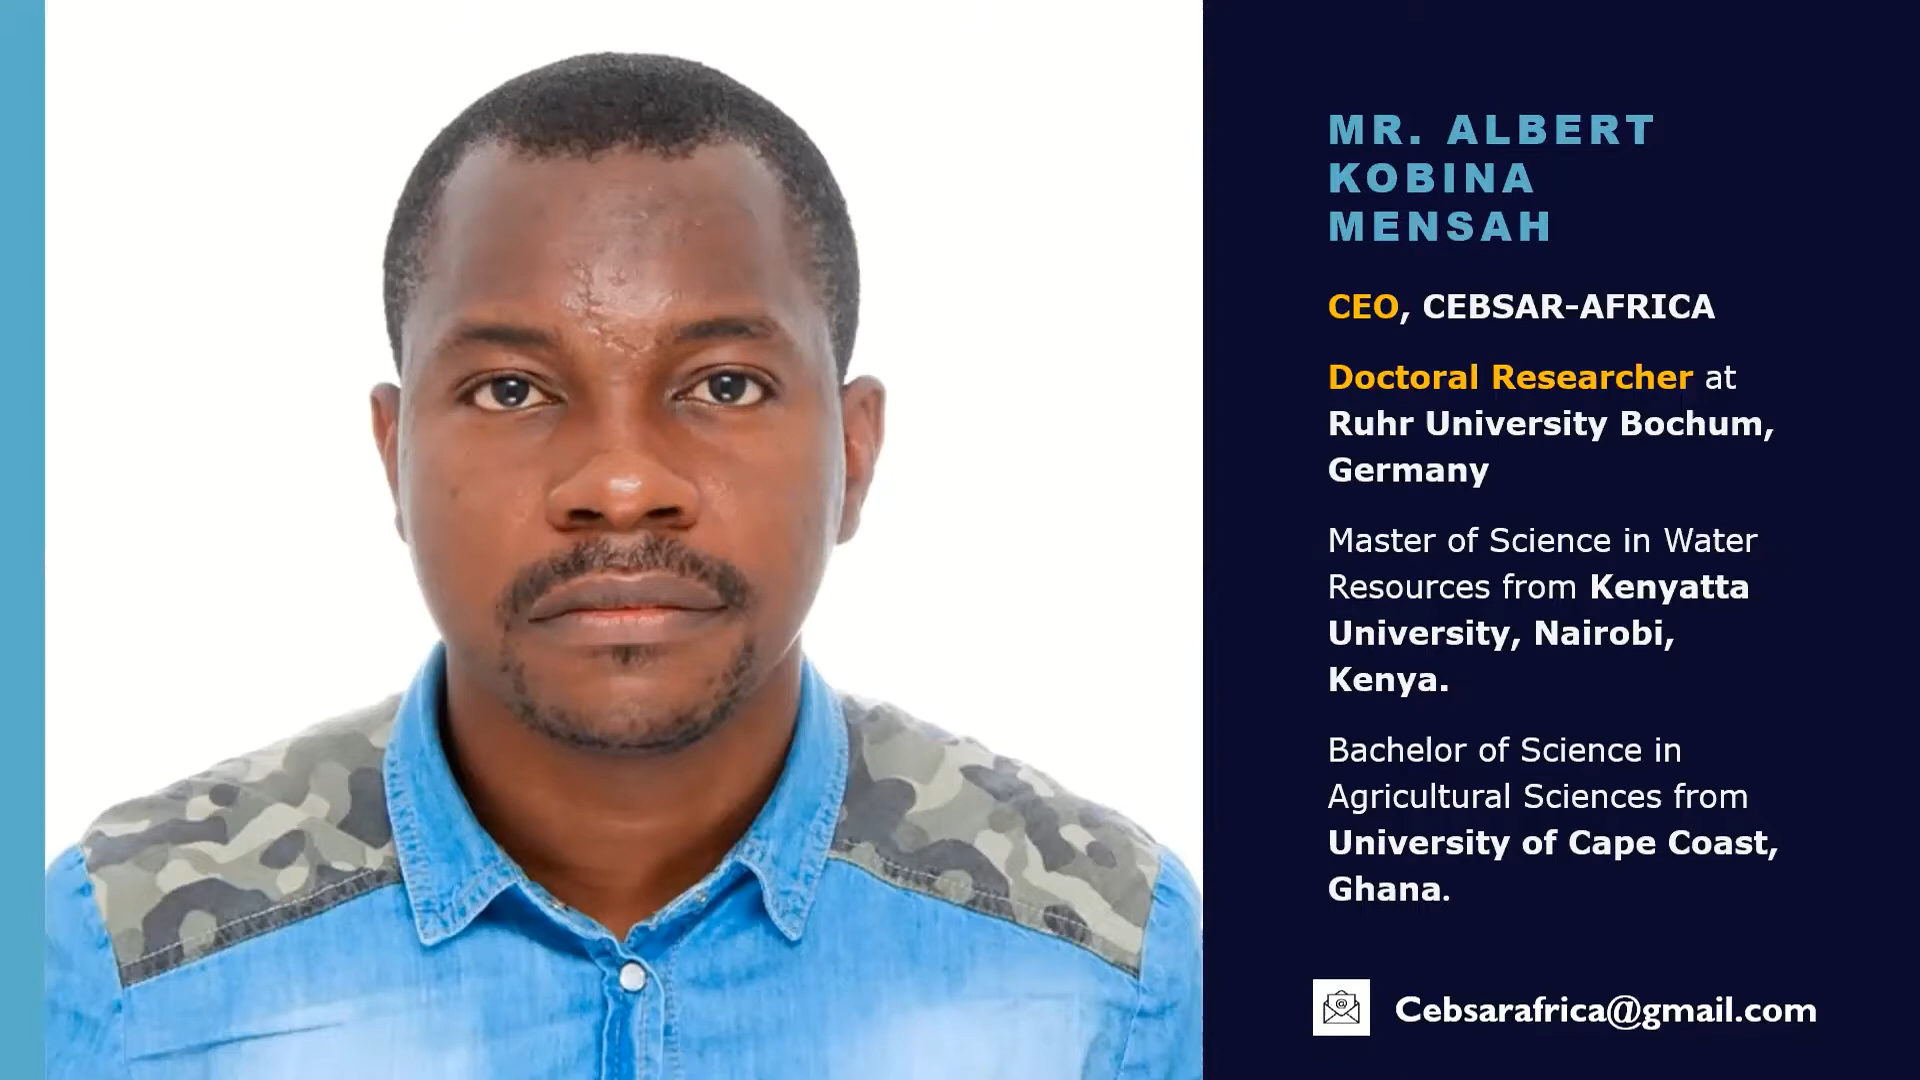 MR. ALBERT
KOBINA
MENSAH
CEO, CEBSAR-AFRICA
Doctoral Researcher at
Ruhr University Bochum,
Germany
Master of Science in Water
Resources from Kenyatta
University, Nairobi,
Kenya.
Bachelor of Science in
Agricultural Sciences from
University of Cape Coast,
Ghana.
@ Cebsarafrica@gmail.com